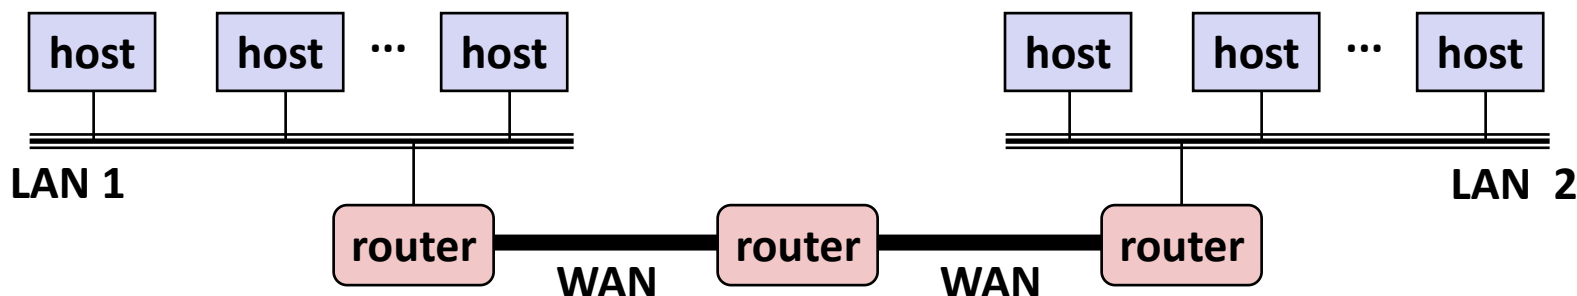 host host ... host host host ... host
LAN 1 LAN 2
router router router
WAN WAN